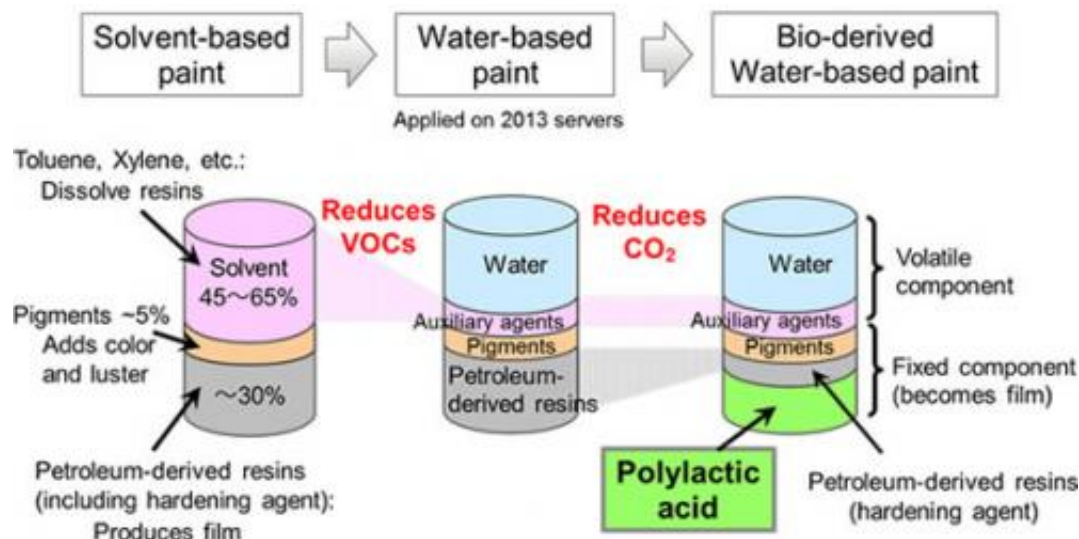 Solvent-based
paint
Water-based
paint
Bio-derived
Water-based paint
Applied on 2013 servers
Toluene, Xylene, etc.:
Dissolve resins
Reduces
VOCs
Reduces
CO₂
Solvent
45～65%
Water
Water
Volatile
component
Pigments ~5%
Adds color
and luster
Auxiliary agents
Pigments
Auxiliary agents
Pigments
～30%
Petroleum-
derived resins
Fixed component
(becomes film)
Petroleum-derived resins
(including hardening agent):
Produces film
Polylactic
acid
Petroleum-derived resins
(hardening agent)